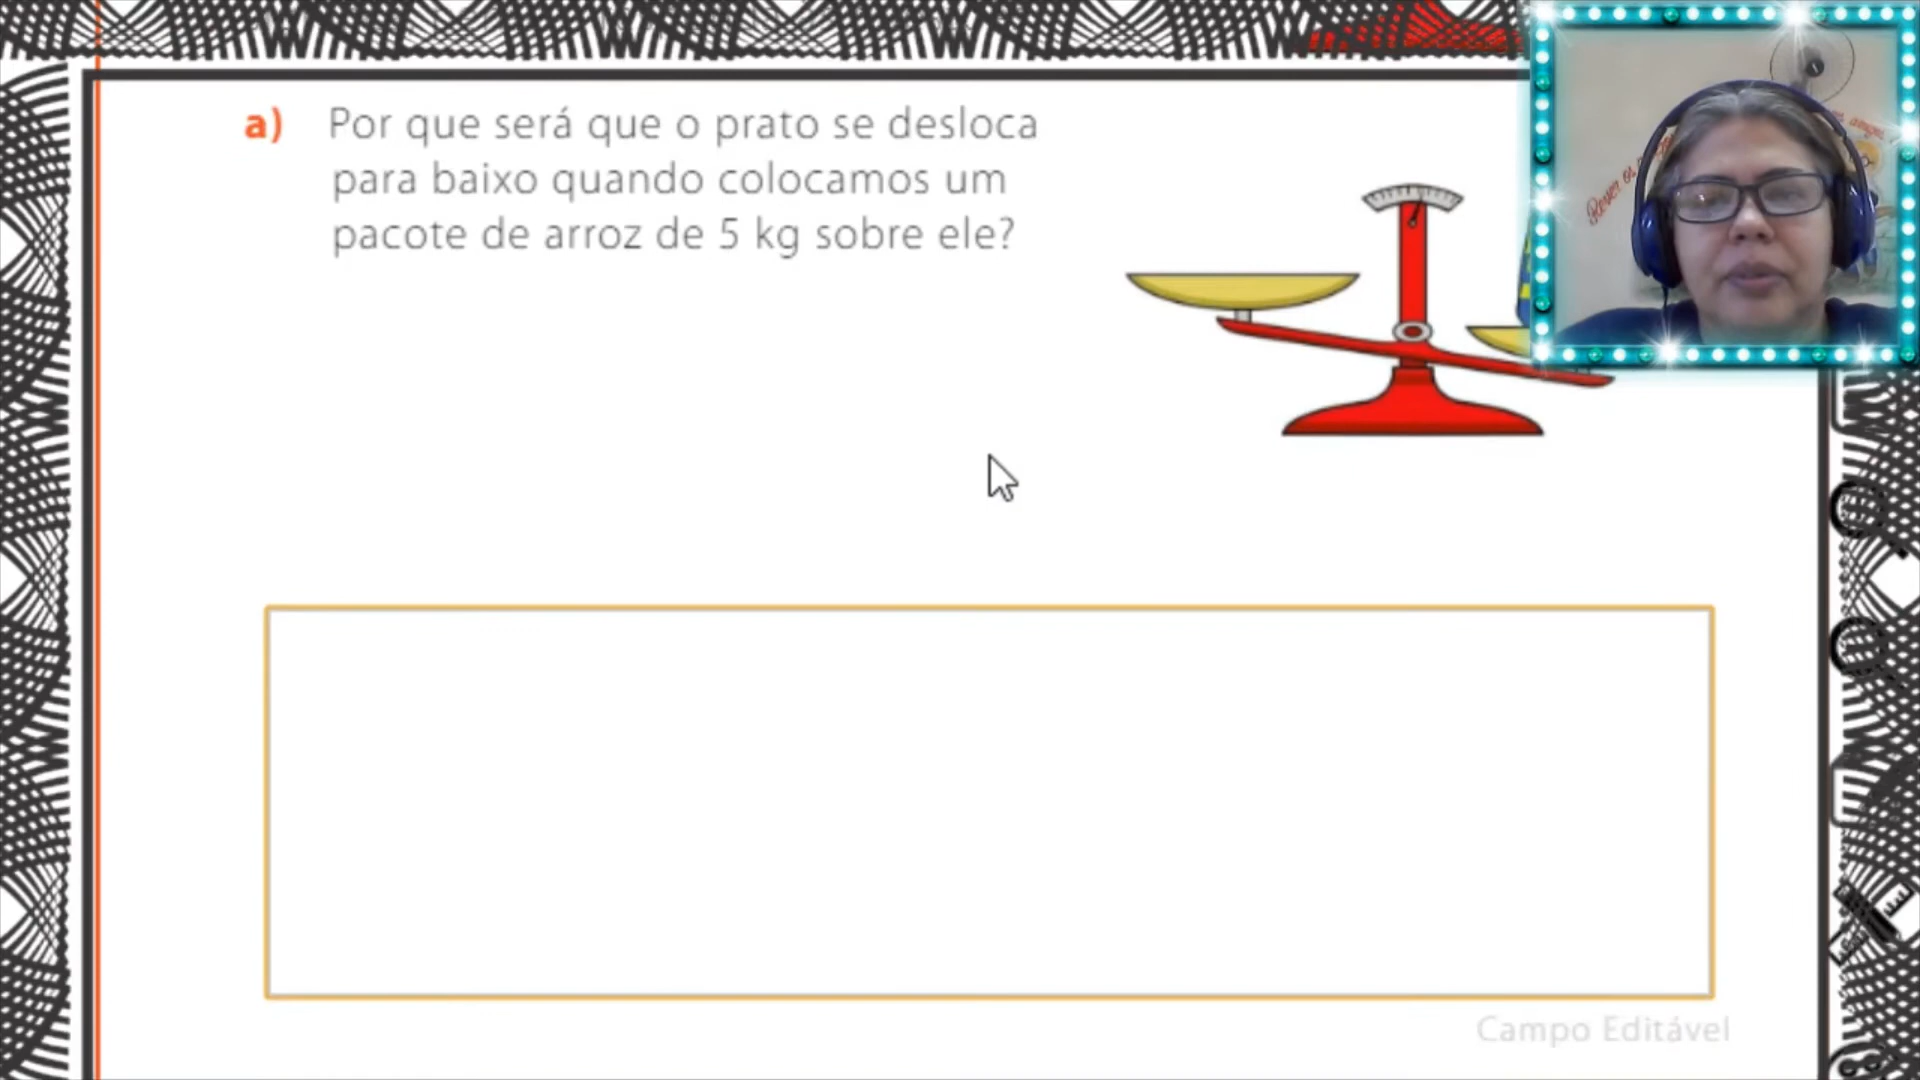 a) Por que será que o prato se desloca
para baixo quando colocamos um
pacote de arroz de 5 kg sobre ele?
Campo Editável